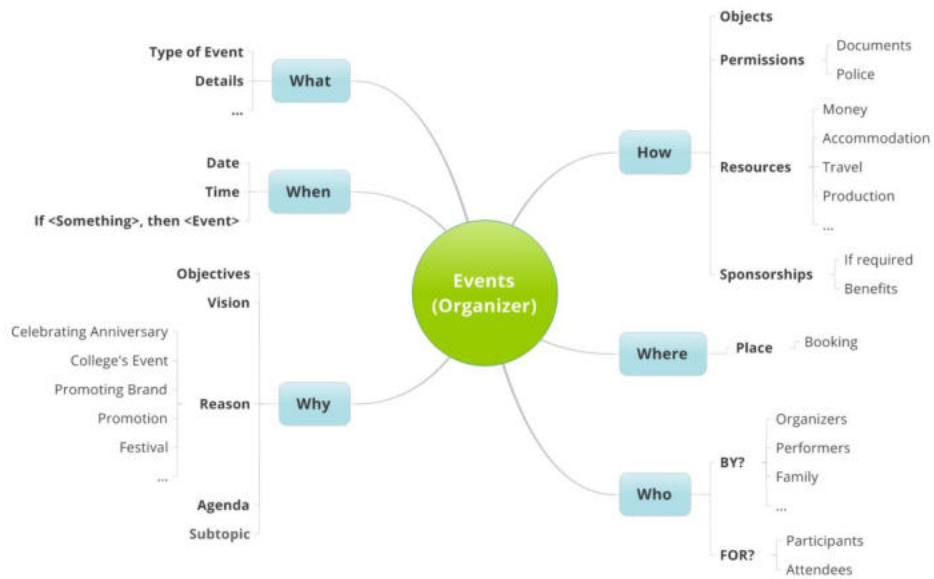 Events
(Organizer)
What
Type of Event
Details
...
When
Date
Time
If <Something>, then <Event>
Why
Objectives
Vision
Reason
Celebrating Anniversary
College's Event
Promoting Brand
Promotion
Festival
...
Agenda
Subtopic
How
Objects
Permissions
Documents
Police
Resources
Money
Accommodation
Travel
Production
...
Sponsorships
If required
Benefits
Where
Place
Booking
Who
BY?
Organizers
Performers
Family
...
FOR?
Participants
Attendees